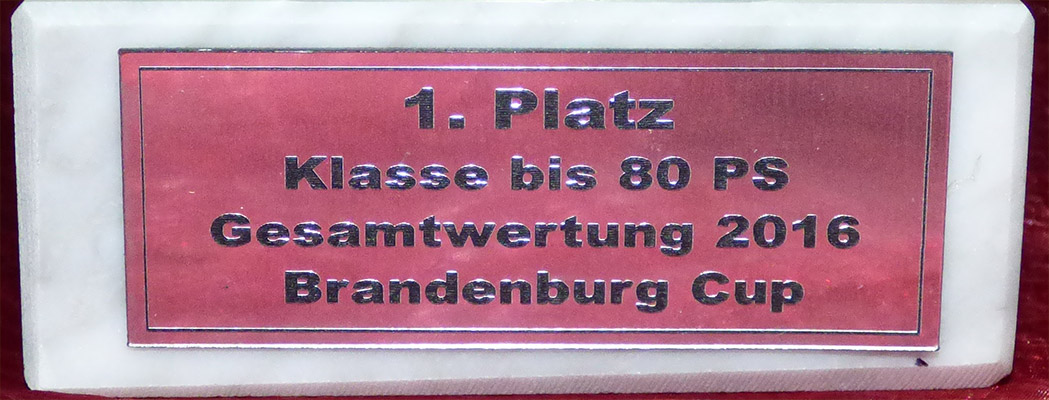 1. Platz
Klasse bis 80 PS
Gesamtwertung 2016
Brandenburg Cup